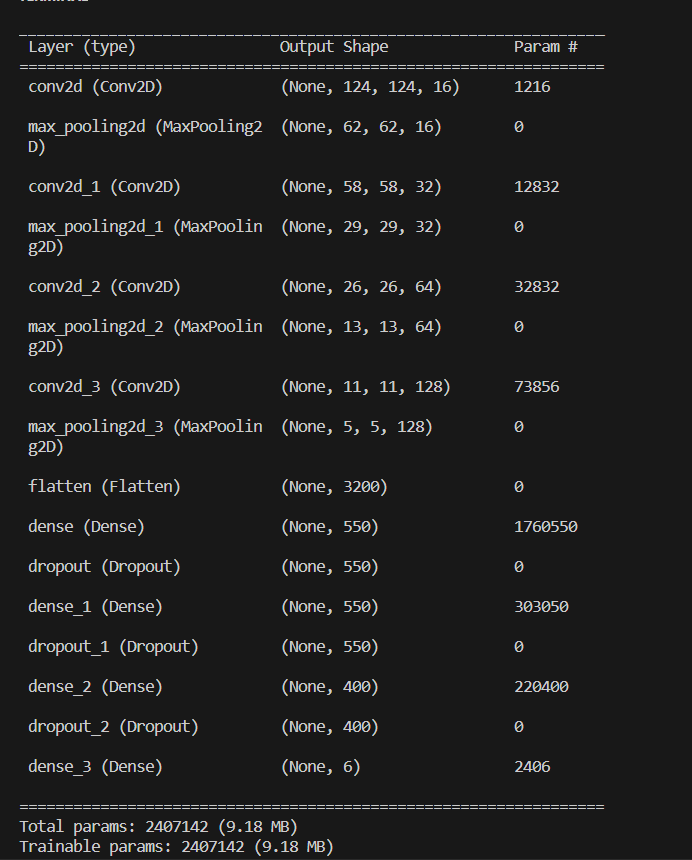 Layer (type) Output Shape Param #
conv2d (Conv2D) (None, 124, 124, 16) 1216
max_pooling2d (MaxPooling2 (None, 62, 62, 16) 0
D)
conv2d_1 (Conv2D) (None, 58, 58, 32) 12832
max_pooling2d_1 (MaxPoolin (None, 29, 29, 32) 0
g2D)
conv2d_2 (Conv2D) (None, 26, 26, 64) 32832
max_pooling2d_2 (MaxPoolin (None, 13, 13, 64) 0
g2D)
conv2d_3 (Conv2D) (None, 11, 11, 128) 73856
max_pooling2d_3 (MaxPoolin (None, 5, 5, 128) 0
g2D)
flatten (Flatten) (None, 3200) 0
dense (Dense) (None, 550) 1760550
dropout (Dropout) (None, 550) 0
dense_1 (Dense) (None, 550) 303050
dropout_1 (Dropout) (None, 550) 0
dense_2 (Dense) (None, 400) 220400
dropout_2 (Dropout) (None, 400) 0
dense_3 (Dense) (None, 6) 2406
Total params: 2407142 (9.18 MB)
Trainable params: 2407142 (9.18 MB)